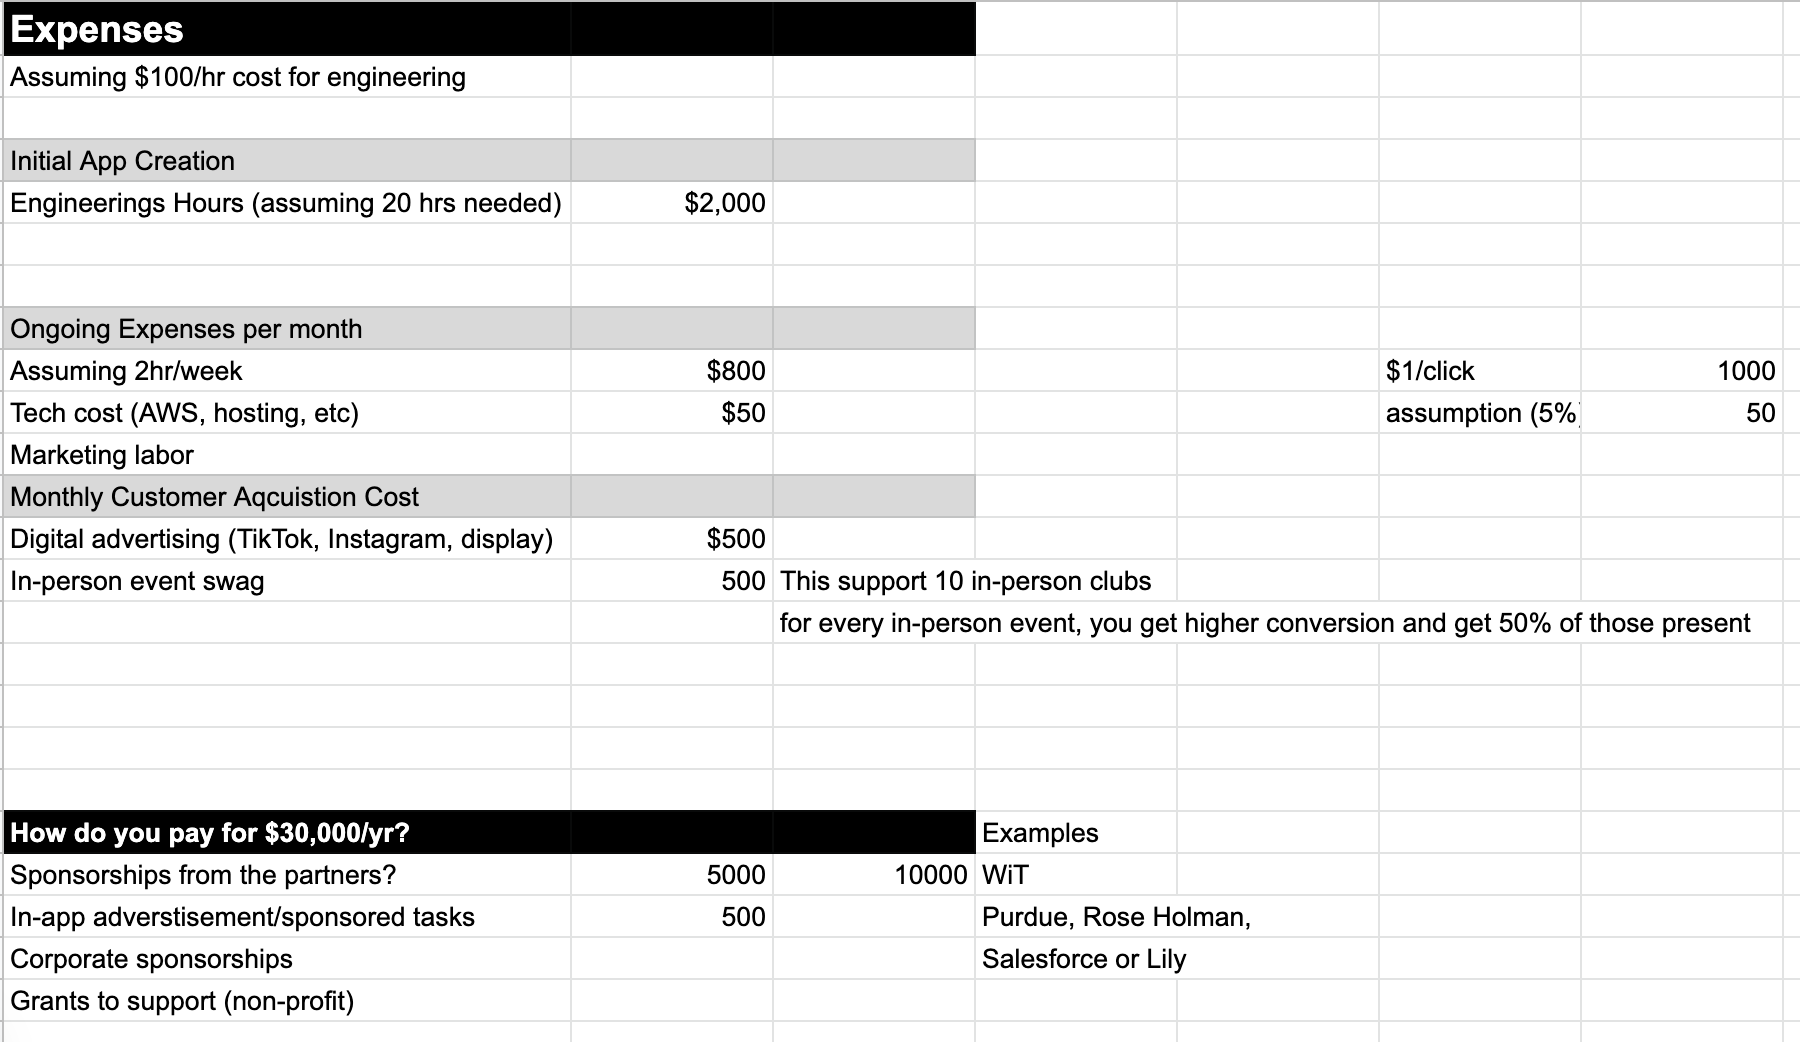 Expenses
Assuming $100/hr cost for engineering
Initial App Creation
Engineerings Hours (assuming 20 hrs needed) $2,000
Ongoing Expenses per month
Assuming 2hr/week $800 $1/click 1000
Tech cost (AWS, hosting, etc) $50 assumption (5%) 50
Marketing labor
Monthly Customer Aqcuistion Cost
Digital advertising (TikTok, Instagram, display) $500
In-person event swag 500 This support 10 in-person clubs
for every in-person event, you get higher conversion and get 50% of those present
How do you pay for $30,000/yr? Examples
Sponsorships from the partners? 5000 10000 WiT
In-app adverstisement/sponsored tasks 500 Purdue, Rose Holman,
Corporate sponsorships Salesforce or Lily
Grants to support (non-profit)